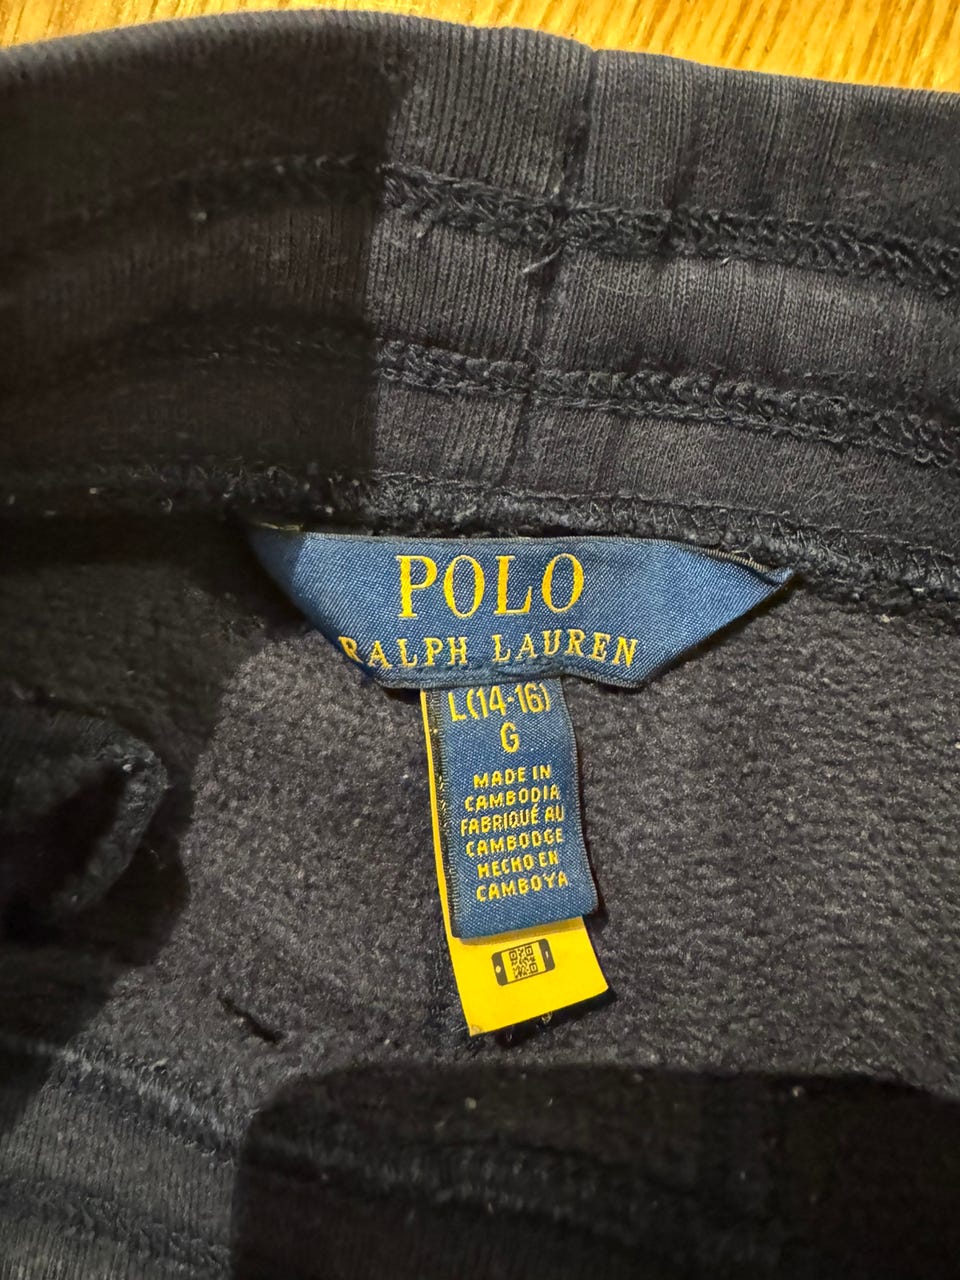 POLO
RALPH LAUREN
L(14-16)
G
MADE IN
CAMBODIA
FABRIQUÉ AU
CAMBODGE
HECHO EN
CAMBOYA